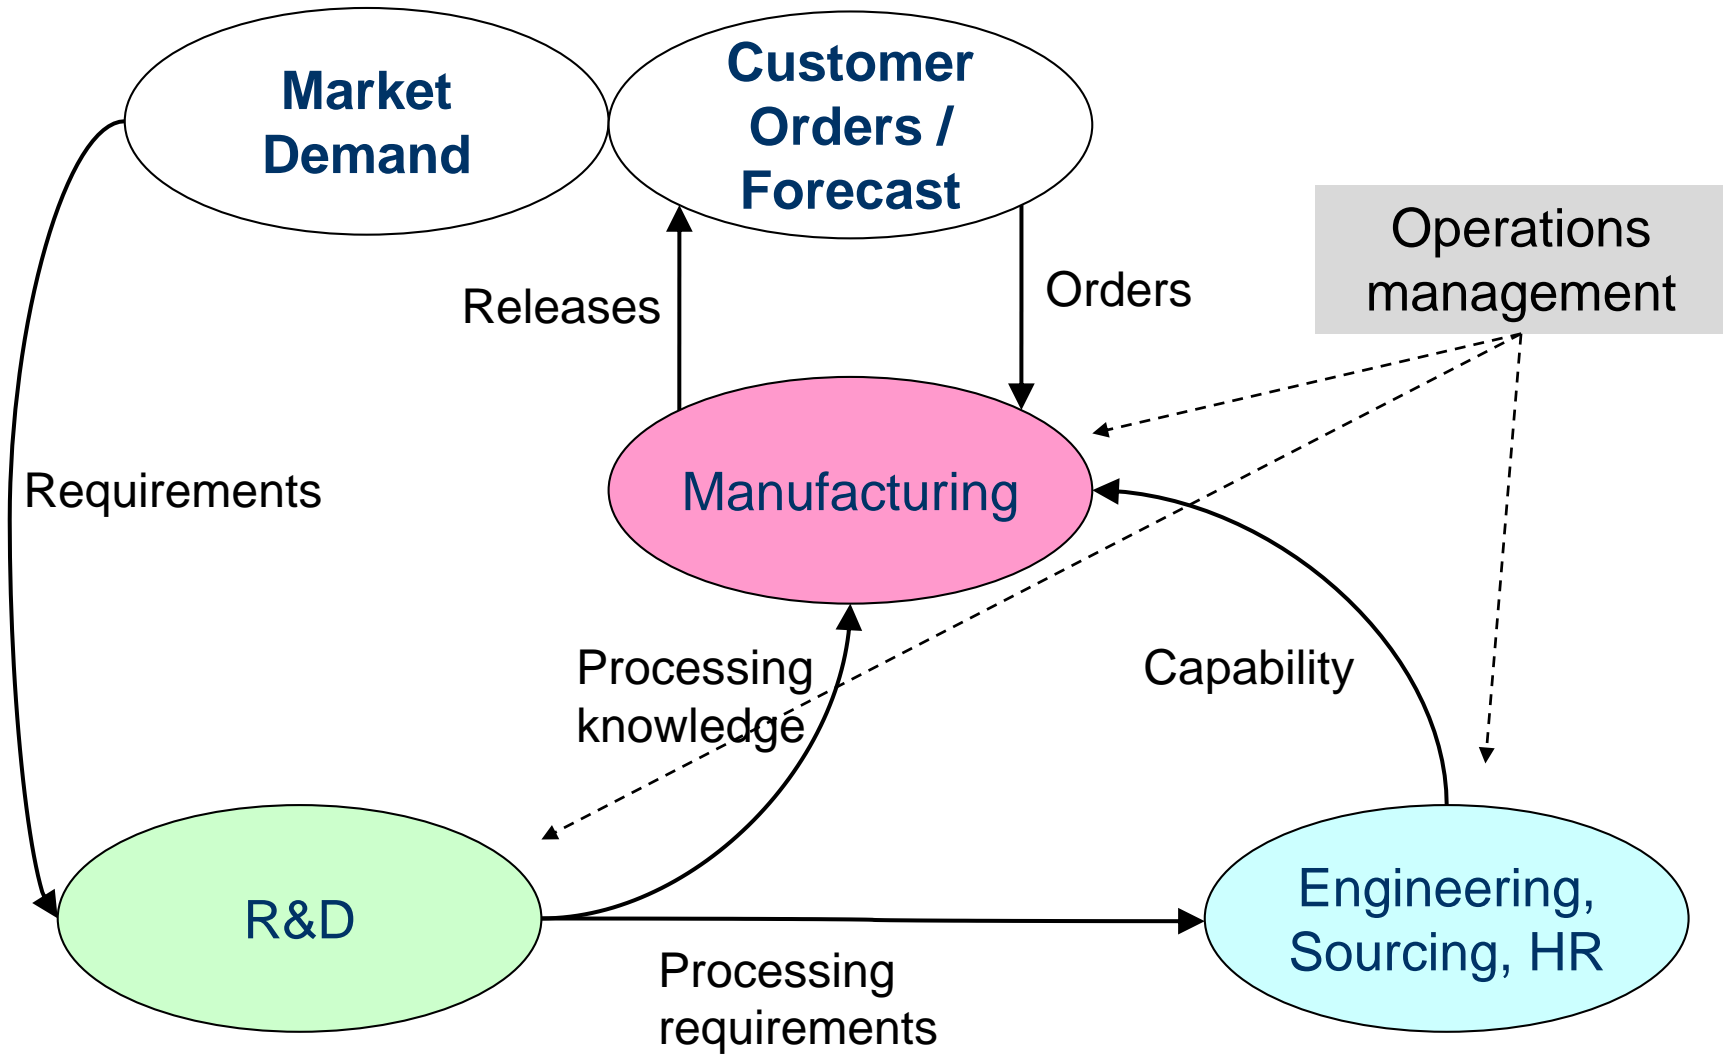 Market
Demand
Customer
Orders /
Forecast
Operations
management
Releases
Orders
Requirements
Manufacturing
Processing
knowledge
Capability
R&D
Engineering,
Sourcing, HR
Processing
requirements